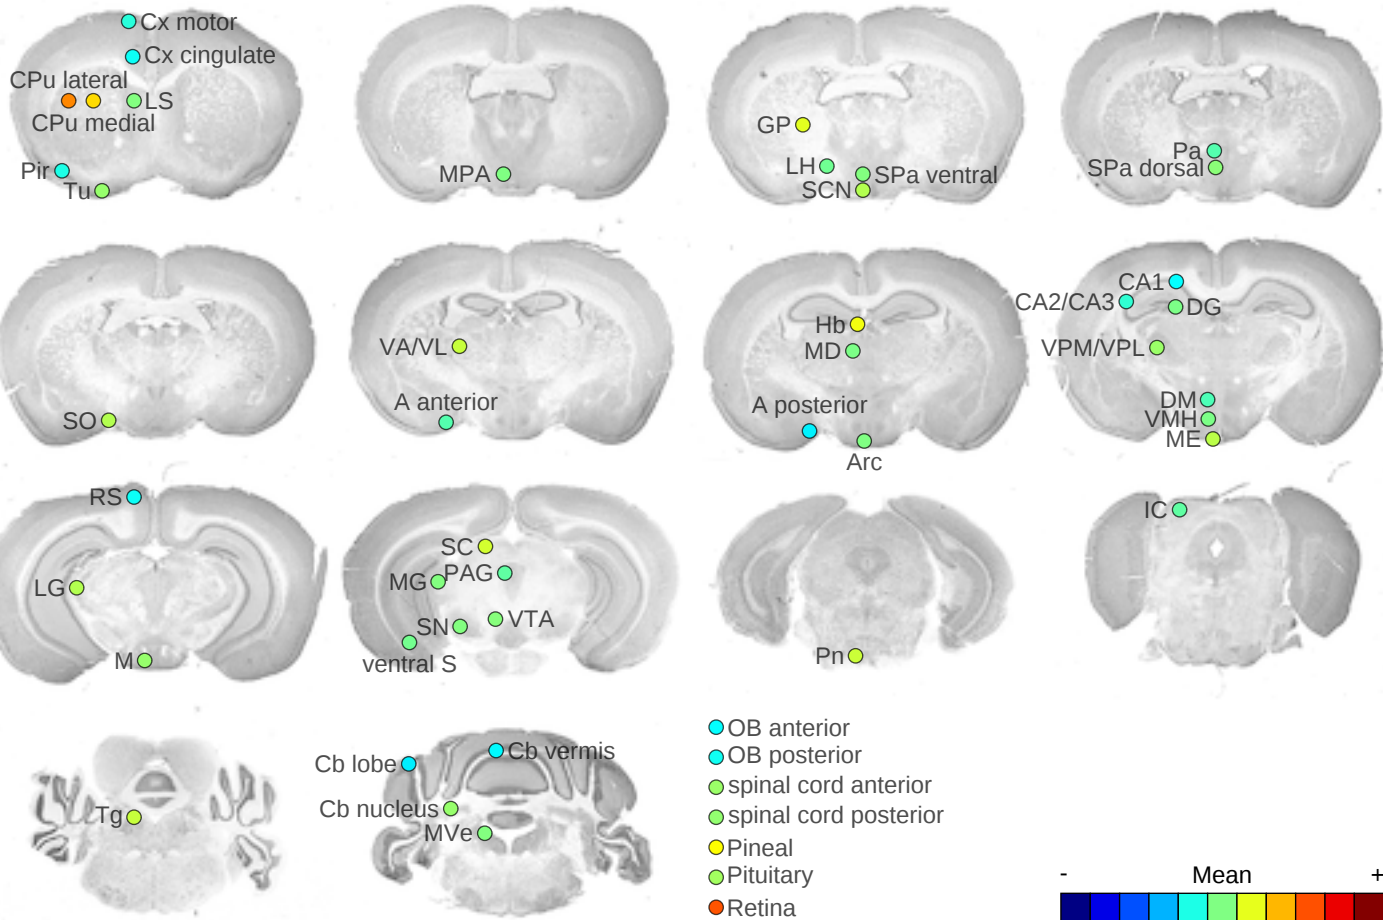 Cx motor
Cx cingulate
CPu lateral
LS
CPu medial
Pir
Tu
MPA
GP
LH
SPa ventral
SCN
Pa
SPa dorsal
SO
VA/VL
A anterior
Hb
MD
A posterior
Arc
CA1
CA2/CA3
DG
VPM/VPL
DM
VMH
ME
RS
LG
M
SC
PAG
MG
VTA
SN
ventral S
Pn
IC
Tg
Cb vermis
Cb lobe
Cb nucleus
MVe
OB anterior
OB posterior
spinal cord anterior
spinal cord posterior
Pineal
Pituitary
Retina
- Mean +